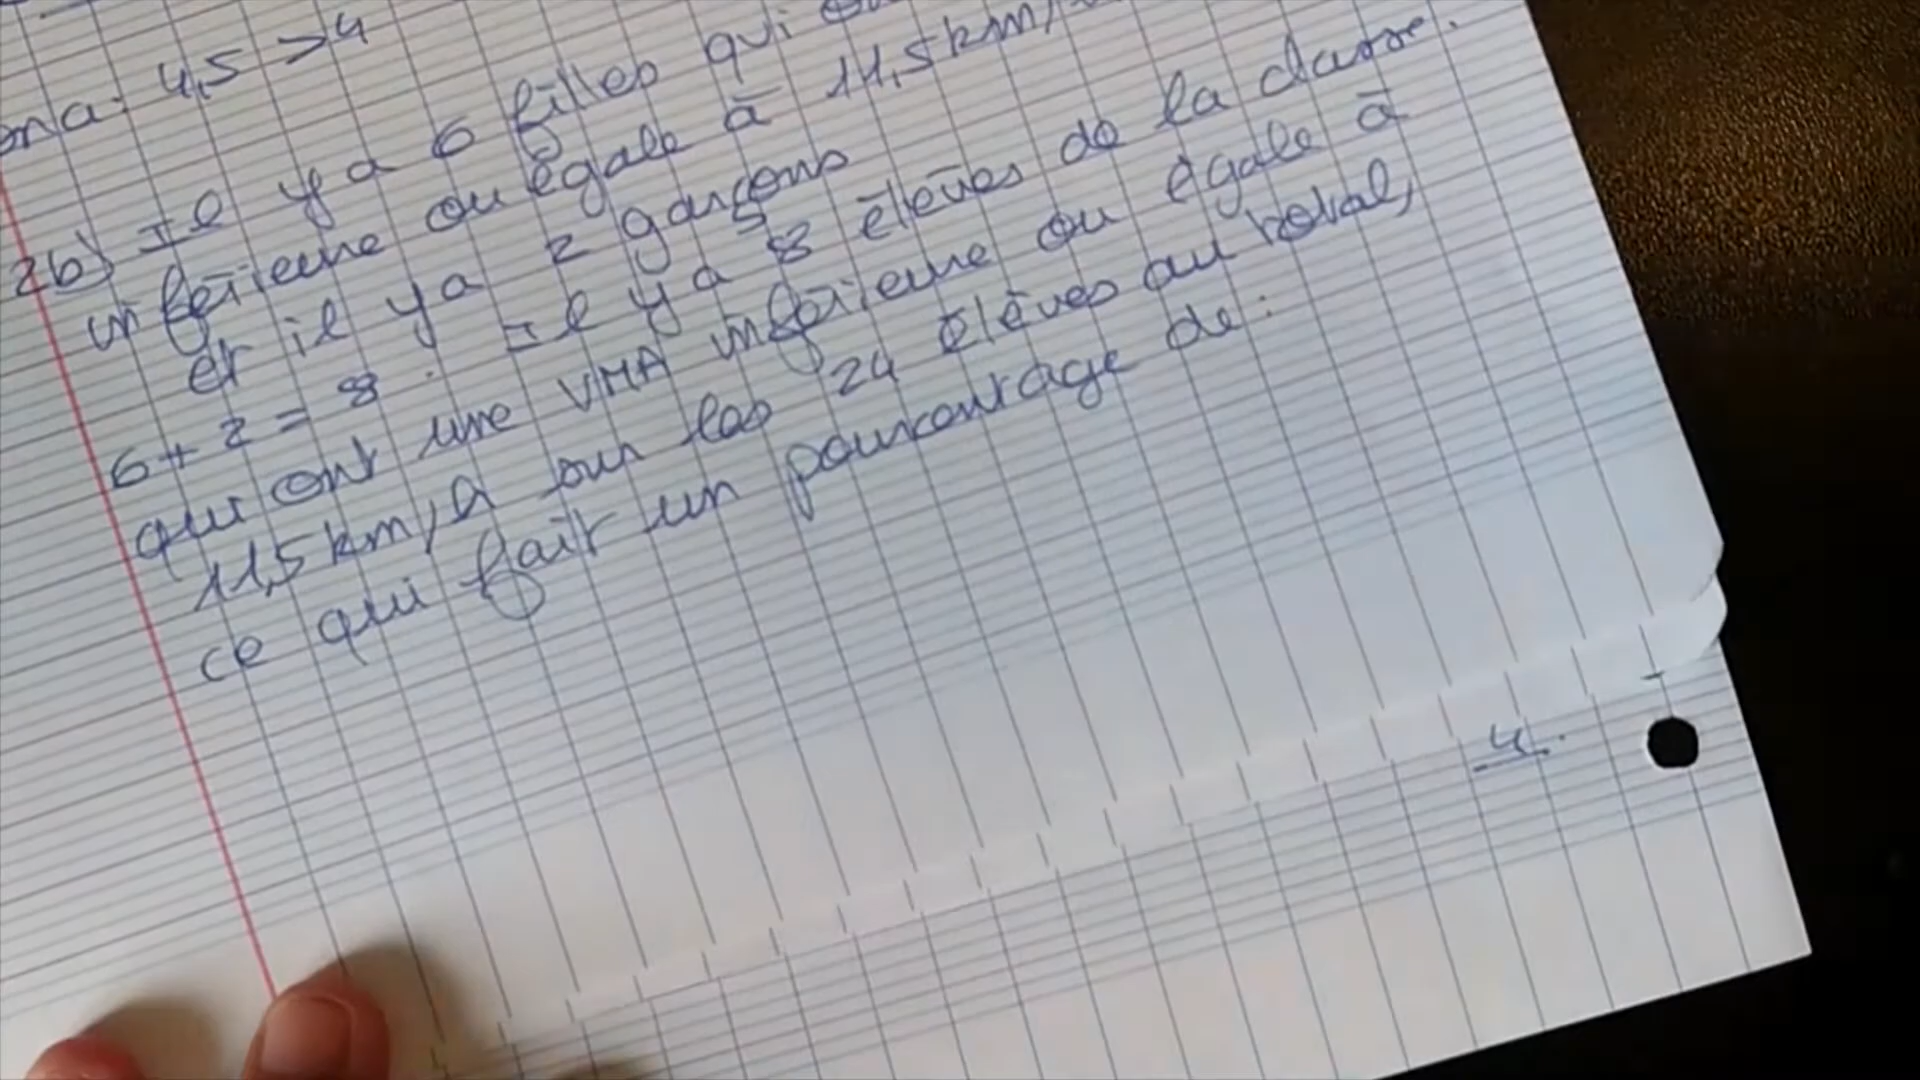 on a: 4,5 > 4
2b) Il y a 6 filles qui
inférieure ou égale à 11,5 km/
et il y a 2 garçons
5
6 + 2 = 8. Il y a 8 élèves de la classe.
qui ont une VMA inférieure ou égale à
11,5 km/h sur les 24 élèves au total,
ce qui fait un pourcentage de:
4.